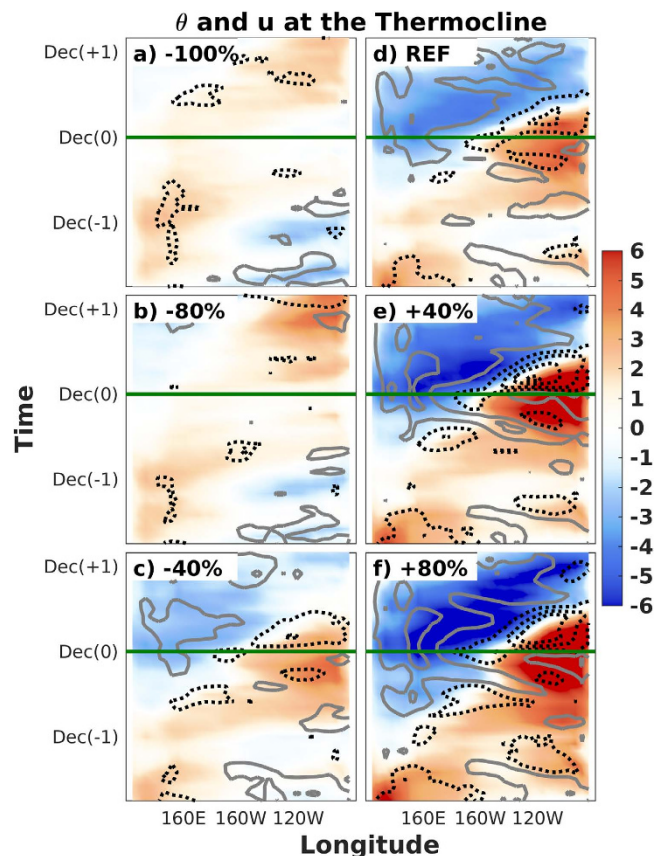 θ and u at the Thermocline
a) -100%
d) REF
Dec(+1)
Dec(0)
Dec(-1)
b) -80%
e) +40%
Dec(+1)
Dec(0)
Dec(-1)
c) -40%
f) +80%
Dec(+1)
Dec(0)
Dec(-1)
Time
160E 160W 120W
160E 160W 120W
Longitude
6
5
4
3
2
1
0
-1
-2
-3
-4
-5
-6